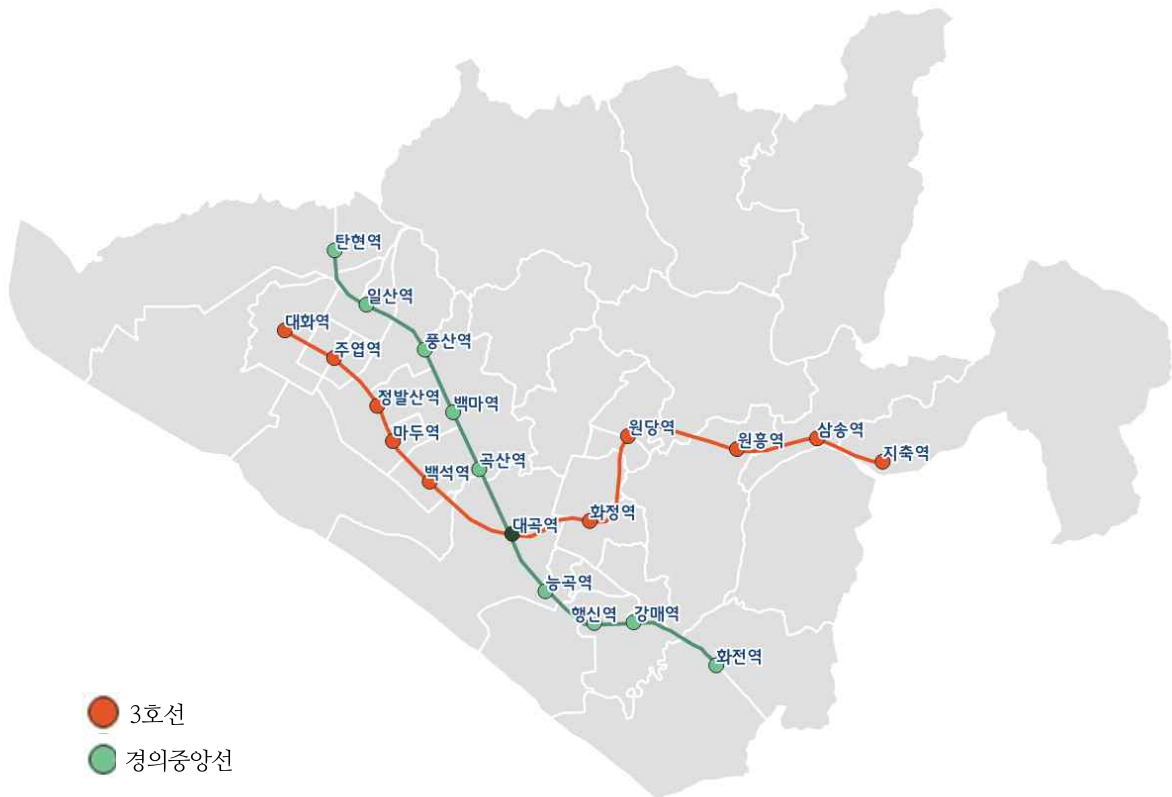 탄현역
일산역
대화역
주엽역
풍산역
정발산역
백마역
마두역
원당역
삼송역
원흥역
지축역
백석역
곡산역
화정역
대곡역
능곡역
행신역
강매역
화전역
3호선
경의중앙선